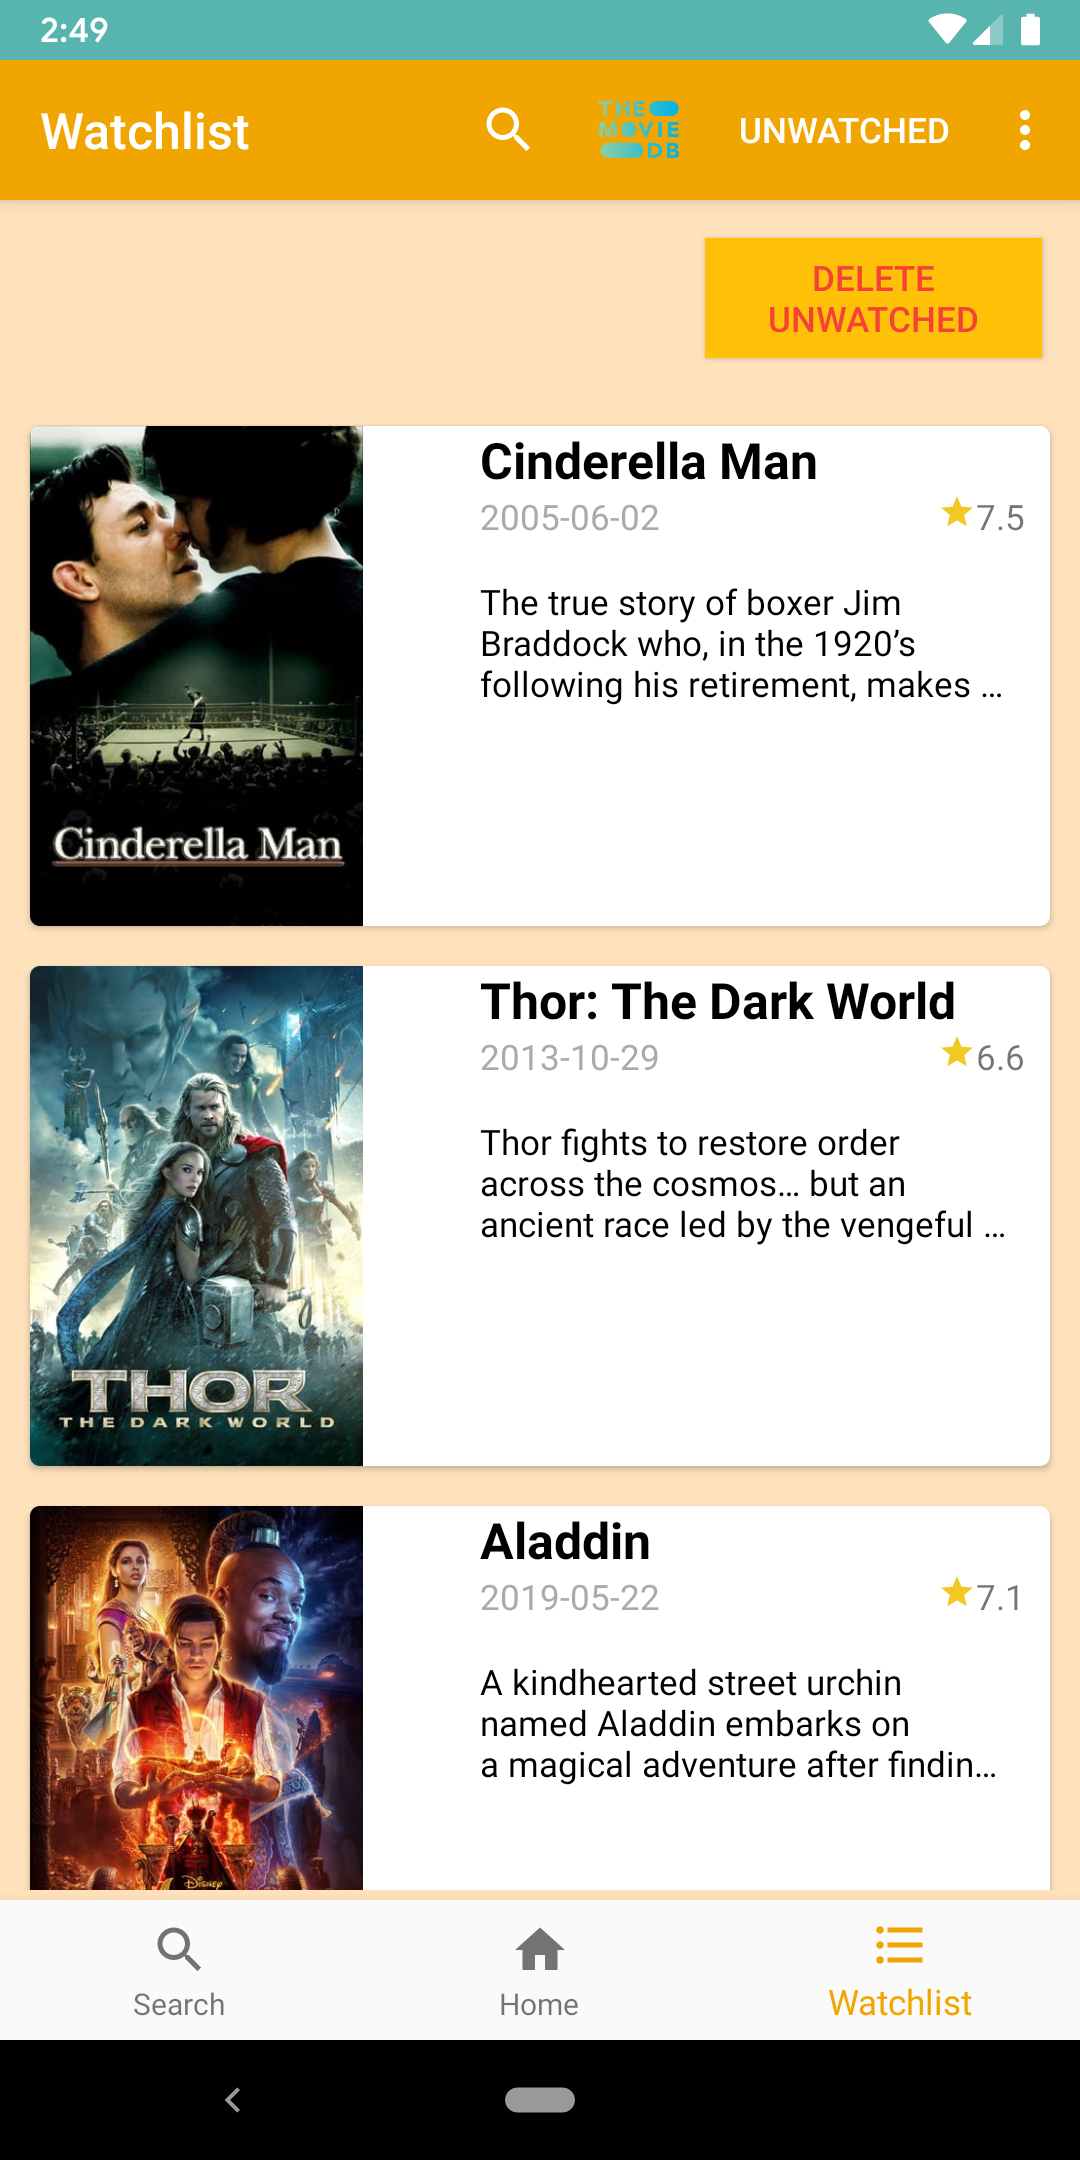 2:49
Watchlist
THE
MOVIE
DB
UNWATCHED
DELETE
UNWATCHED
Cinderella Man
2005-06-02
7.5
The true story of boxer Jim
Braddock who, in the 1920’s
following his retirement, makes …
Cinderella Man
Thor: The Dark World
2013-10-29
6.6
Thor fights to restore order
across the cosmos… but an
ancient race led by the vengeful …
THOR
THE DARK WORLD
Aladdin
2019-05-22
7.1
A kindhearted street urchin
named Aladdin embarks on
a magical adventure after findin…
DISNEY
Search
Home
Watchlist